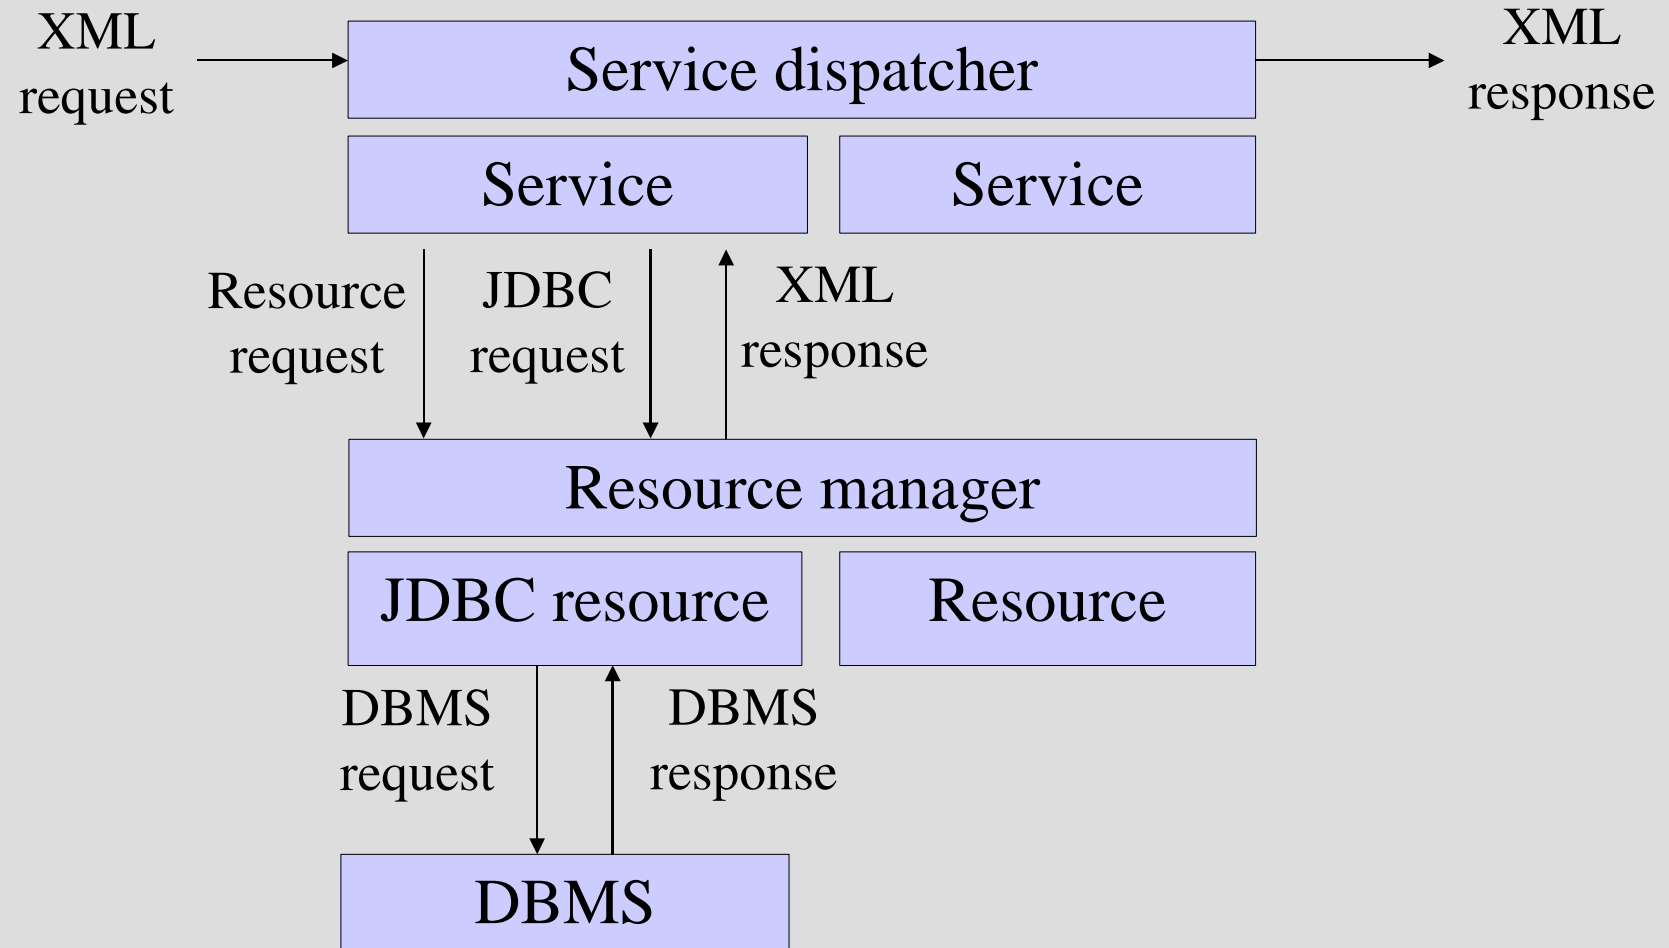 XML
request
Service dispatcher
XML
response
Service
Service
Resource
request
JDBC
request
XML
response
Resource manager
JDBC resource
Resource
DBMS
request
DBMS
response
DBMS